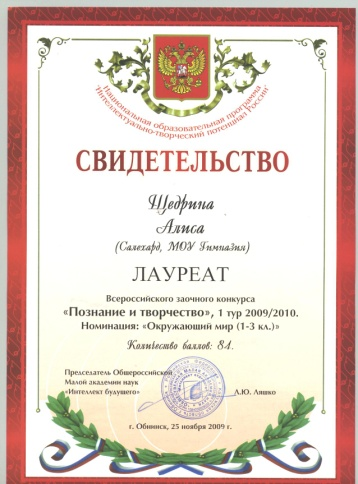 Национальная образовательная программа
"Интеллектуально-творческий потенциал России"
СВИДЕТЕЛЬСТВО
Щедрина
Алиса
(Салехард, МОУ Гимназия)
ЛАУРЕАТ
Всероссийского заочного конкурса
«Познание и творчество», 1 тур 2009/2010.
Номинация: «Окружающий мир (1-3 кл.)»
Количество баллов: 81.
Председатель Общероссийской
Малой академии наук
«Интеллект будущего»
А.Ю. Ляшко
г. Обнинск, 25 ноября 2009 г.